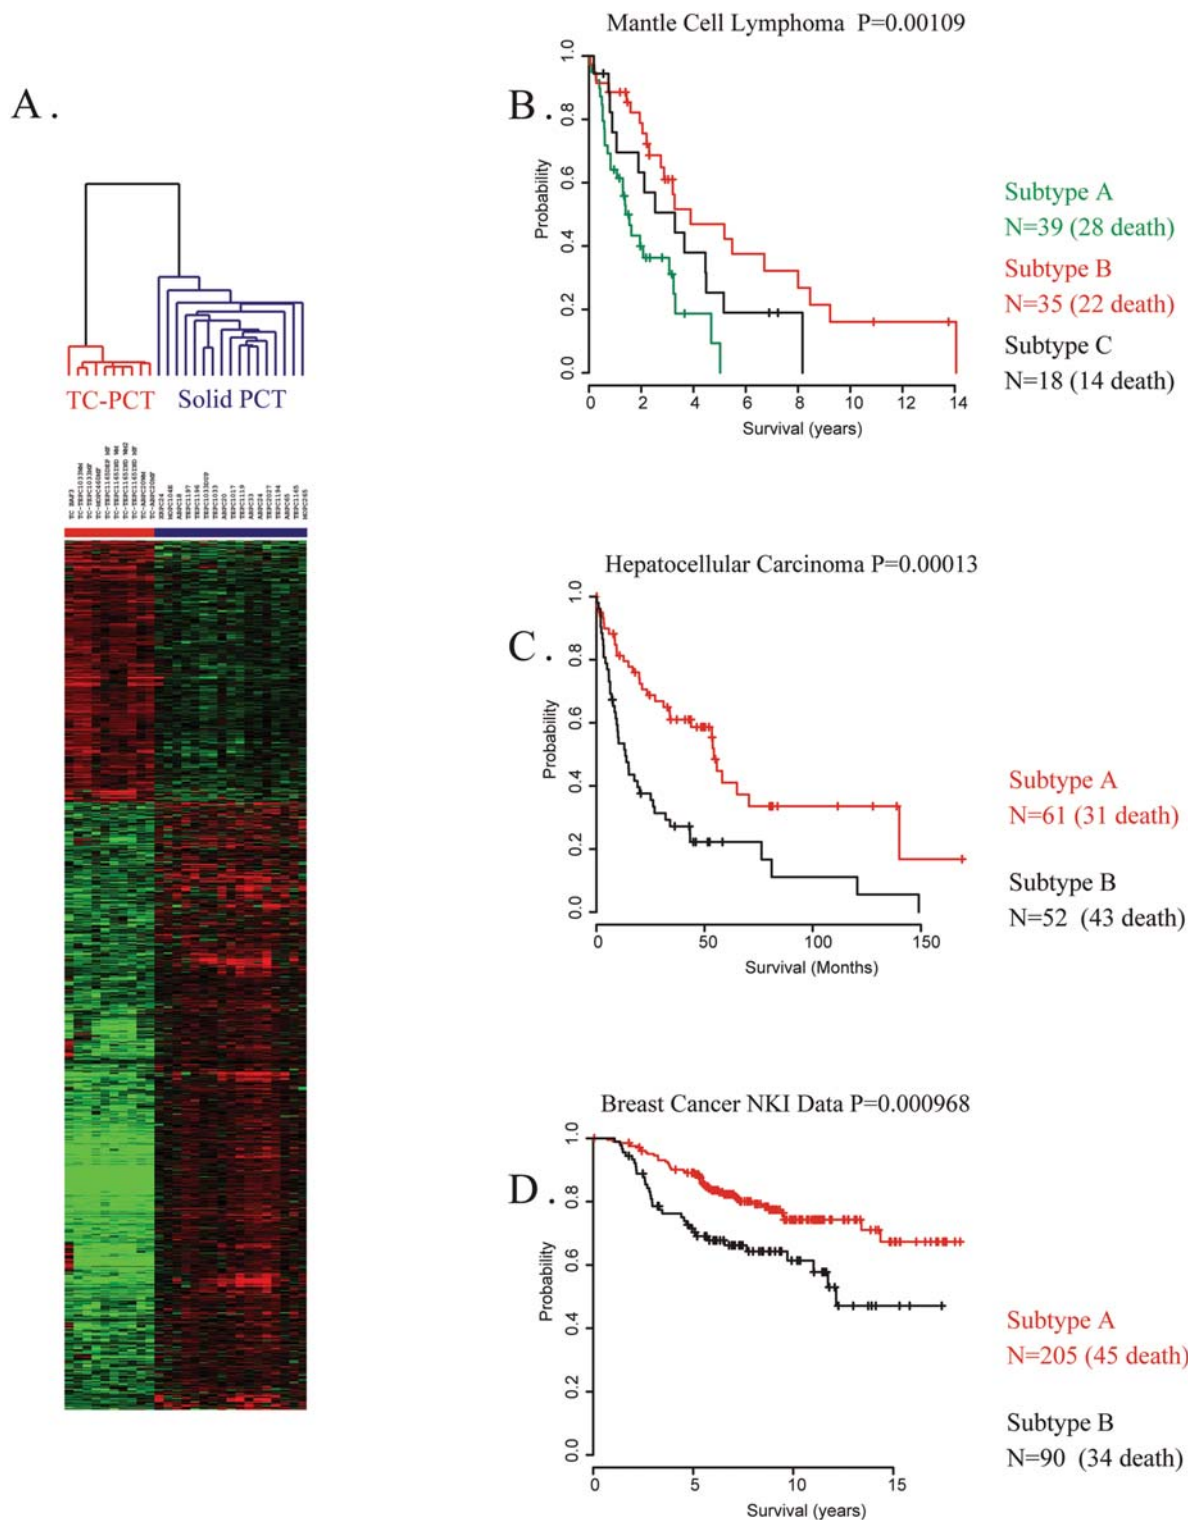 A .
TC-PCT
Solid PCT
B .
Mantle Cell Lymphoma P=0.00109
Probability
1.0
0.8
0.6
0.4
0.2
0.0
0 2 4 6 8 10 12 14
Survival (years)
Subtype A
N=39 (28 death)
Subtype B
N=35 (22 death)
Subtype C
N=18 (14 death)
C .
Hepatocellular Carcinoma P=0.00013
Probability
1.0
0.8
0.6
0.4
0.2
0.0
0 50 100 150
Survival (Months)
Subtype A
N=61 (31 death)
Subtype B
N=52 (43 death)
D .
Breast Cancer NKI Data P=0.000968
Probability
1.0
0.8
0.6
0.4
0.2
0.0
0 5 10 15
Survival (years)
Subtype A
N=205 (45 death)
Subtype B
N=90 (34 death)